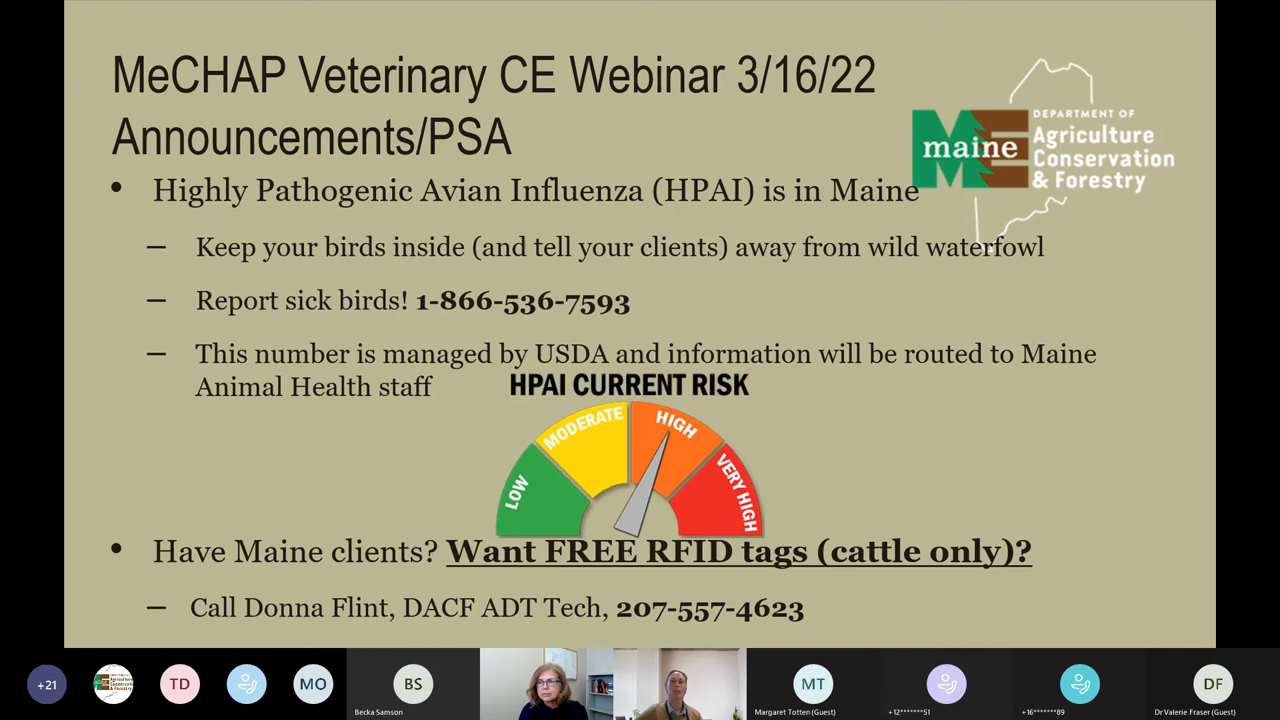 MeCHAP Veterinary CE Webinar 3/16/22
Announcements/PSA
DEPARTMENT OF
maine
Agriculture
Conservation
& Forestry
• Highly Pathogenic Avian Influenza (HPAI) is in Maine
– Keep your birds inside (and tell your clients) away from wild waterfowl
– Report sick birds! 1-866-536-7593
– This number is managed by USDA and information will be routed to Maine
Animal Health staff
HPAI CURRENT RISK
LOW
MODERATE
HIGH
VERY HIGH
• Have Maine clients? Want FREE RFID tags (cattle only)?
– Call Donna Flint, DACF ADT Tech, 207-557-4623
+21
TD
MO
BS
Becka Samson
MT
Margaret Totten (Guest)
+12*******51
+16*******89
DF
Dr Valerie Fraser (Guest)